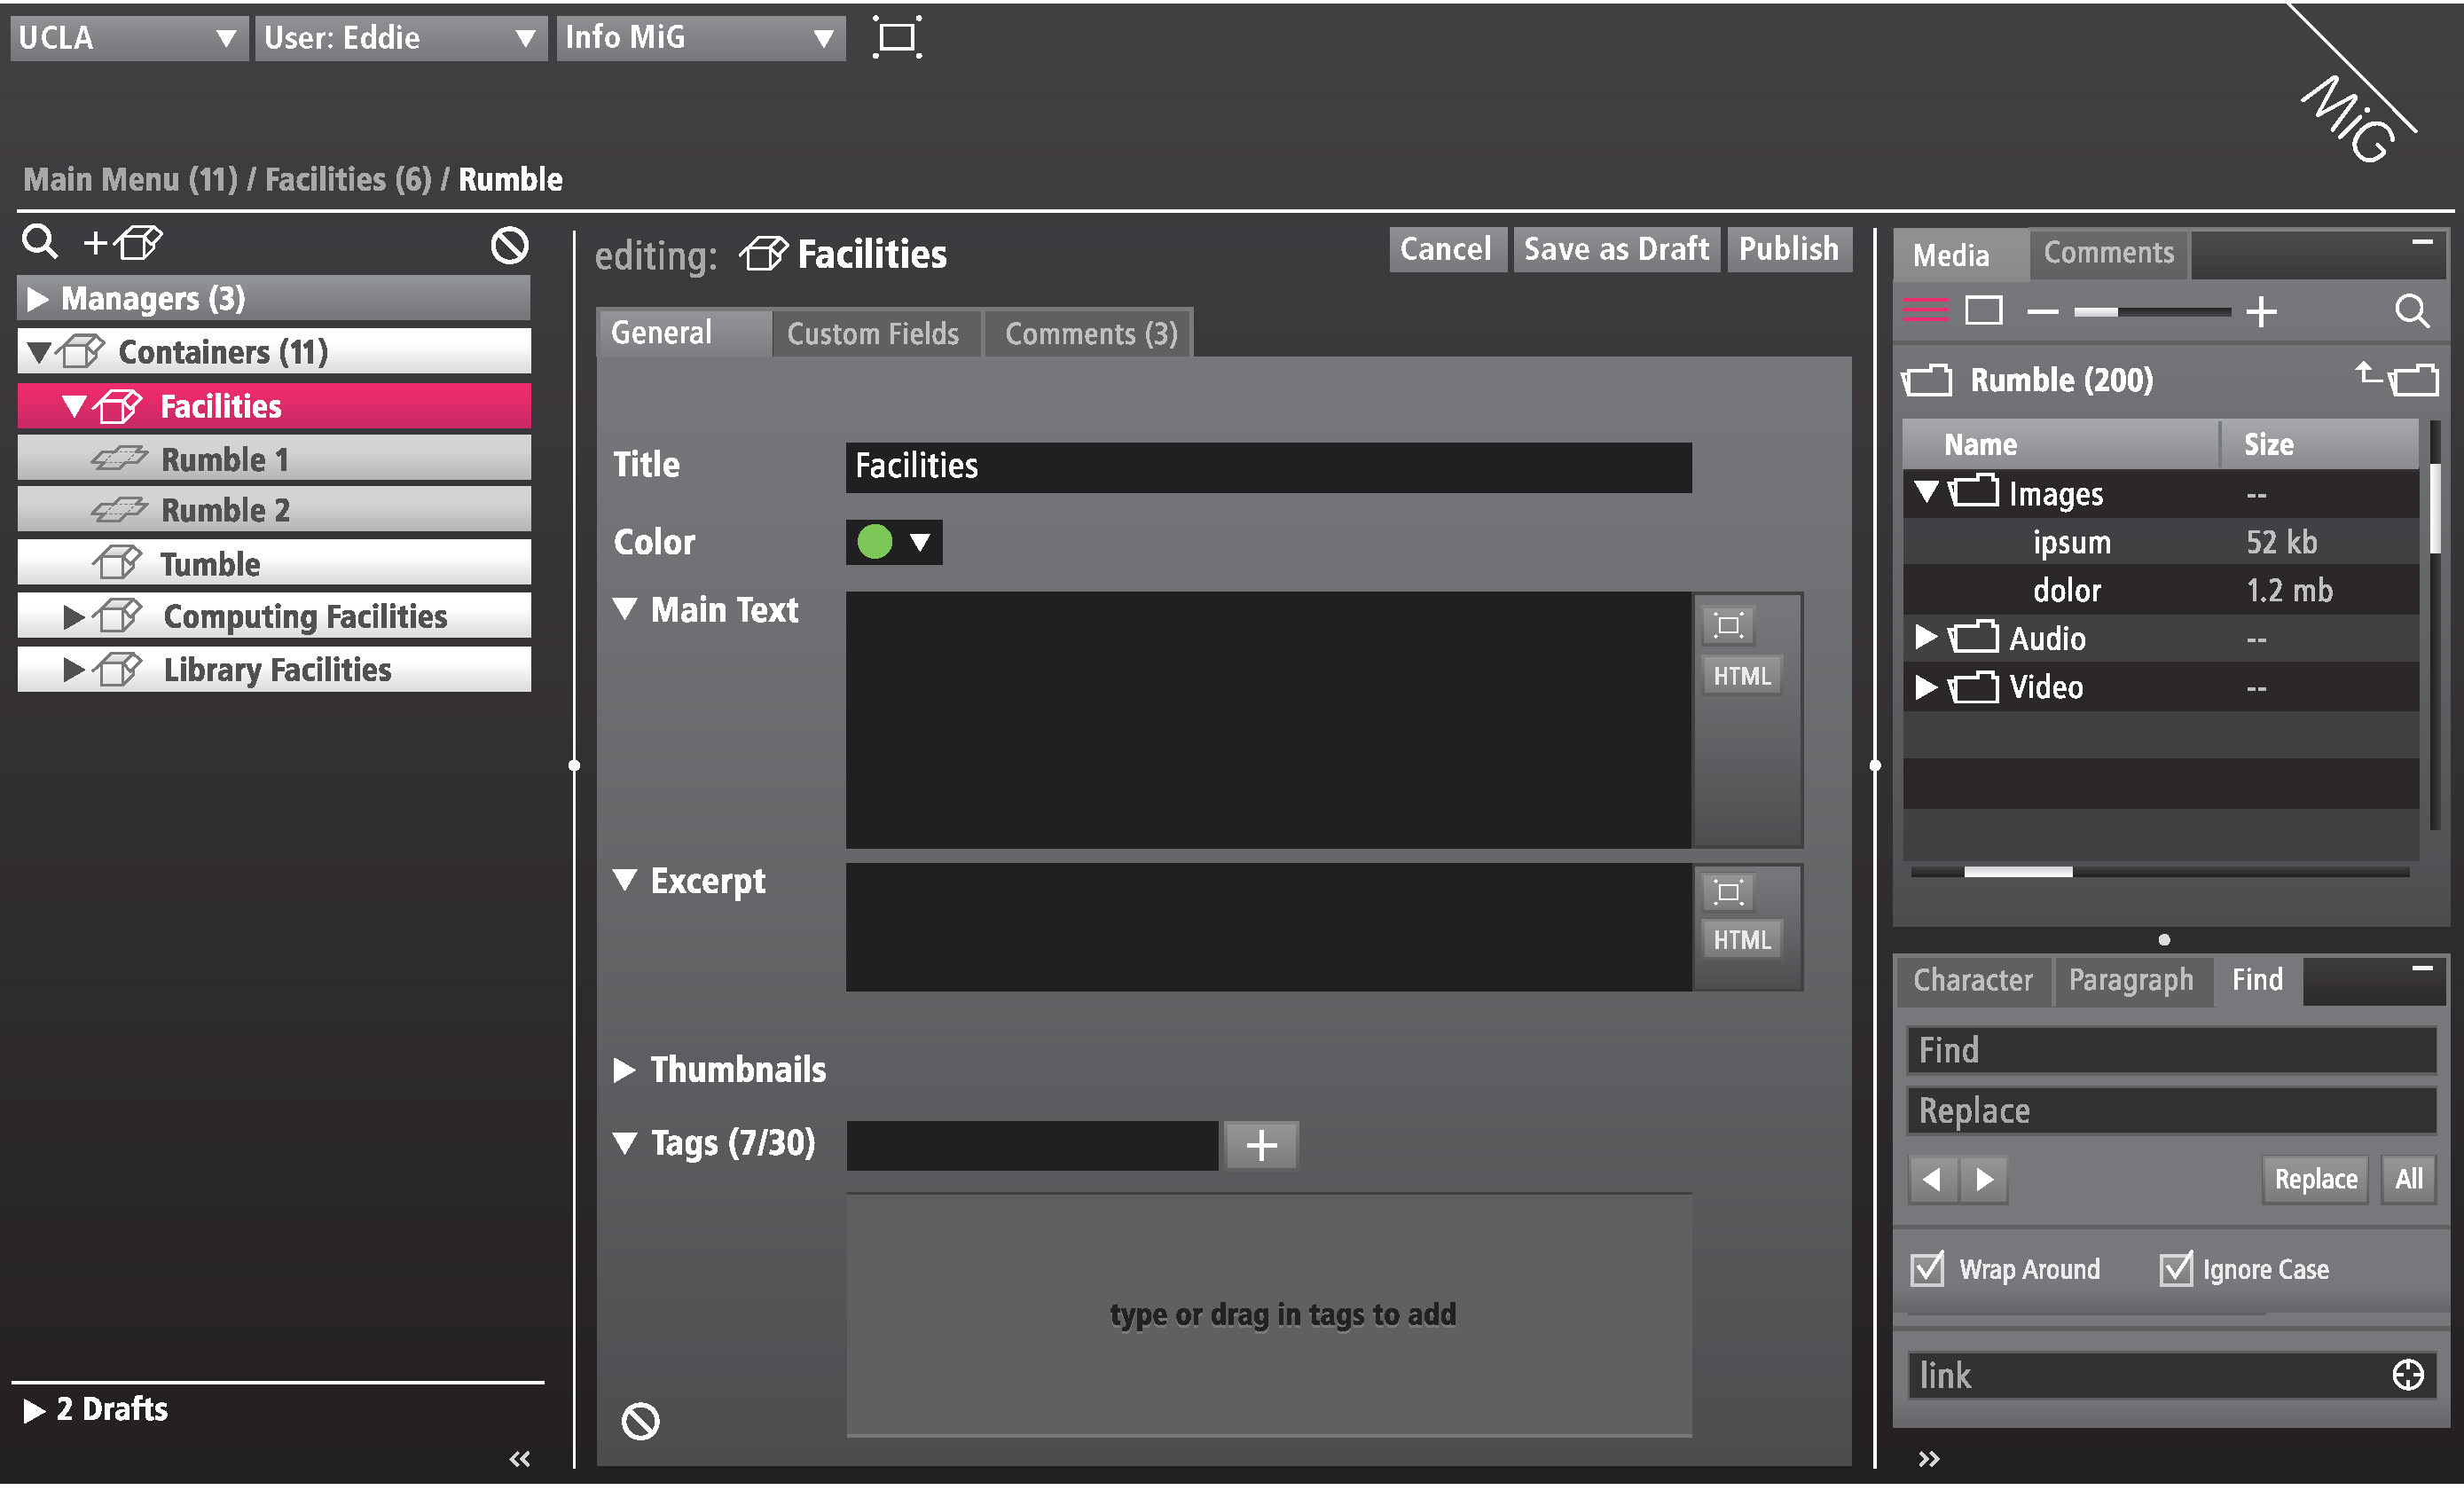 UCLA
User: Eddie
Info MiG
MiG
Main Menu (11) / Facilities (6) / Rumble
Managers (3)
Containers (11)
Facilities
Rumble 1
Rumble 2
Tumble
Computing Facilities
Library Facilities
2 Drafts
«
editing: Facilities
Cancel
Save as Draft
Publish
General
Custom Fields
Comments (3)
Title
Facilities
Color
Main Text
HTML
Excerpt
HTML
Thumbnails
Tags (7/30)
+
type or drag in tags to add
Media
Comments
Rumble (200)
Name Size
Images --
ipsum 52 kb
dolor 1.2 mb
Audio --
Video --
Character
Paragraph
Find
Find
Replace
Replace
All
Wrap Around
Ignore Case
link
»